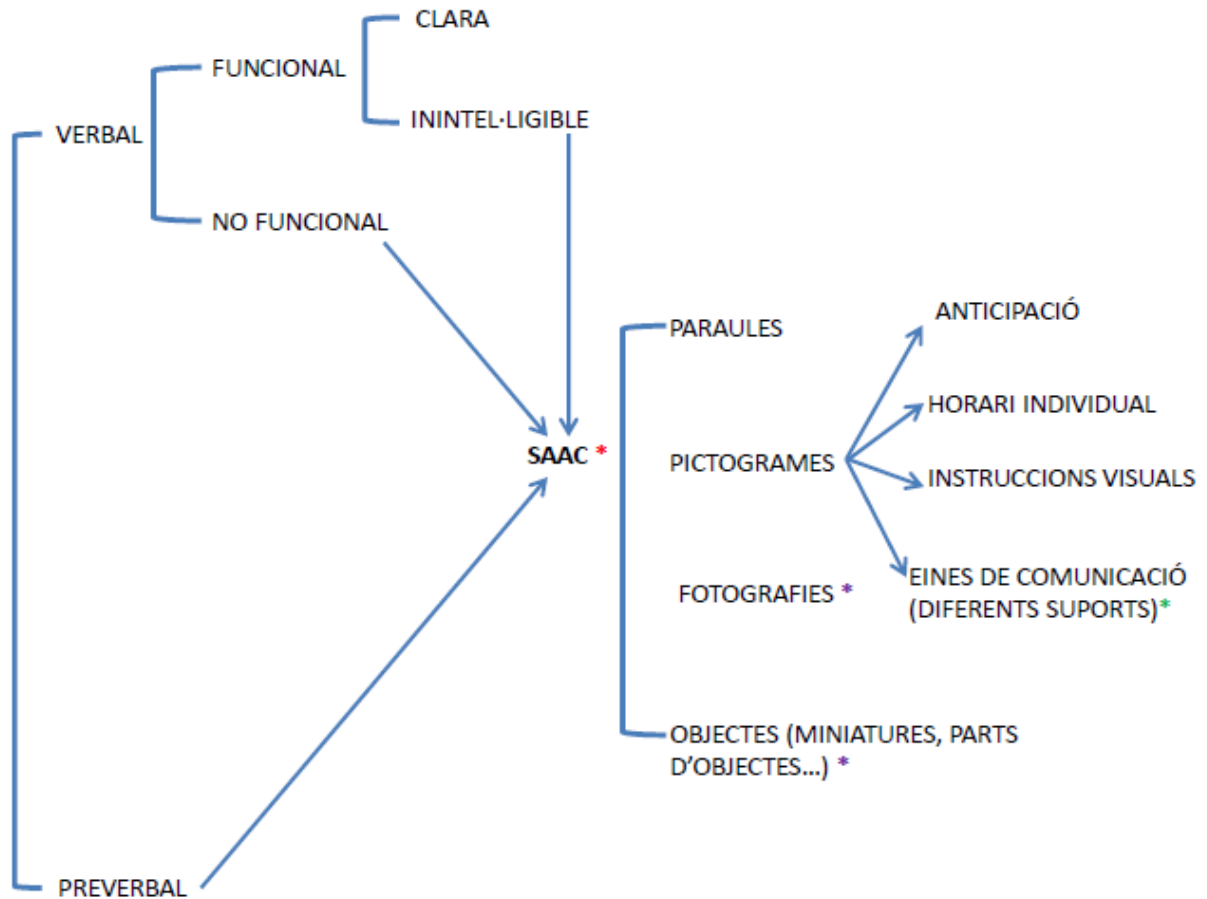 CLARA
FUNCIONAL
ININTEL·LIGIBLE
VERBAL
NO FUNCIONAL
ANTICIPACIÓ
PARAULES
HORARI INDIVIDUAL
SAAC *
PICTOGRAMES
INSTRUCCIONS VISUALS
FOTOGRAFIES *
EINES DE COMUNICACIÓ
(DIFERENTS SUPORTS)*
OBJECTES (MINIATURES, PARTS
D'OBJECTES...) *
PREVERBAL